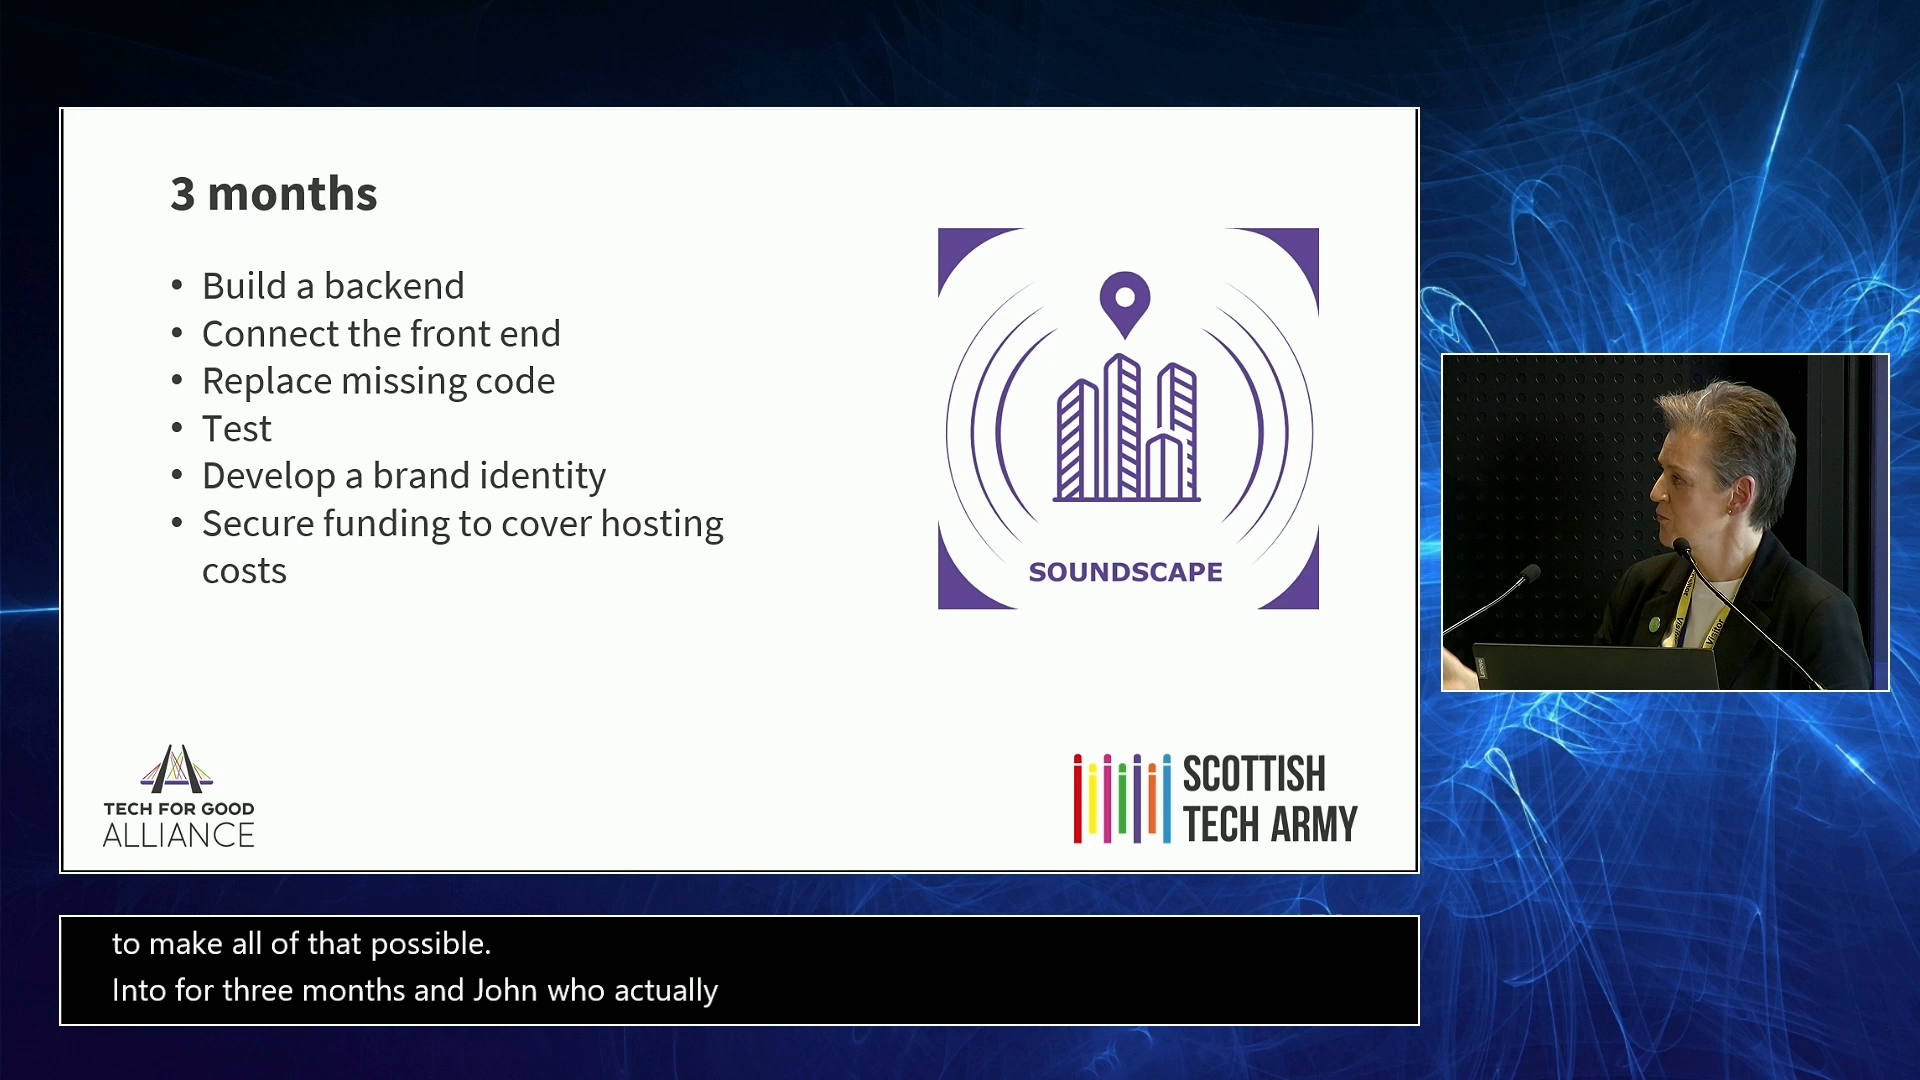 3 months
• Build a backend
• Connect the front end
• Replace missing code
• Test
• Develop a brand identity
• Secure funding to cover hosting
costs
SOUNDSCAPE
TECH FOR GOOD
ALLIANCE
SCOTTISH
TECH ARMY
Visitor
Lenovo
to make all of that possible.
Into for three months and John who actually